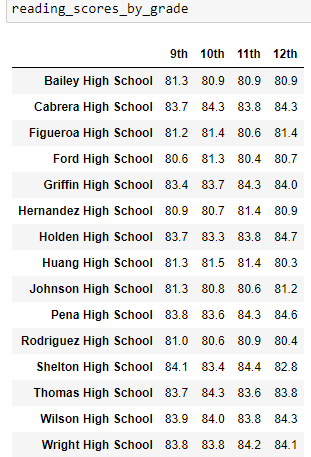 reading_scores_by_grade
9th 10th 11th 12th
Bailey High School 81.3 80.9 80.9 80.9
Cabrera High School 83.7 84.3 83.8 84.3
Figueroa High School 81.2 81.4 80.6 81.4
Ford High School 80.6 81.3 80.4 80.7
Griffin High School 83.4 83.7 84.3 84.0
Hernandez High School 80.9 80.7 81.4 80.9
Holden High School 83.7 83.3 83.8 84.7
Huang High School 81.3 81.5 81.4 80.3
Johnson High School 81.3 80.8 80.6 81.2
Pena High School 83.8 83.6 84.3 84.6
Rodriguez High School 81.0 80.6 80.9 80.4
Shelton High School 84.1 83.4 84.4 82.8
Thomas High School 83.7 84.3 83.6 83.8
Wilson High School 83.9 84.0 83.8 84.3
Wright High School 83.8 83.8 84.2 84.1